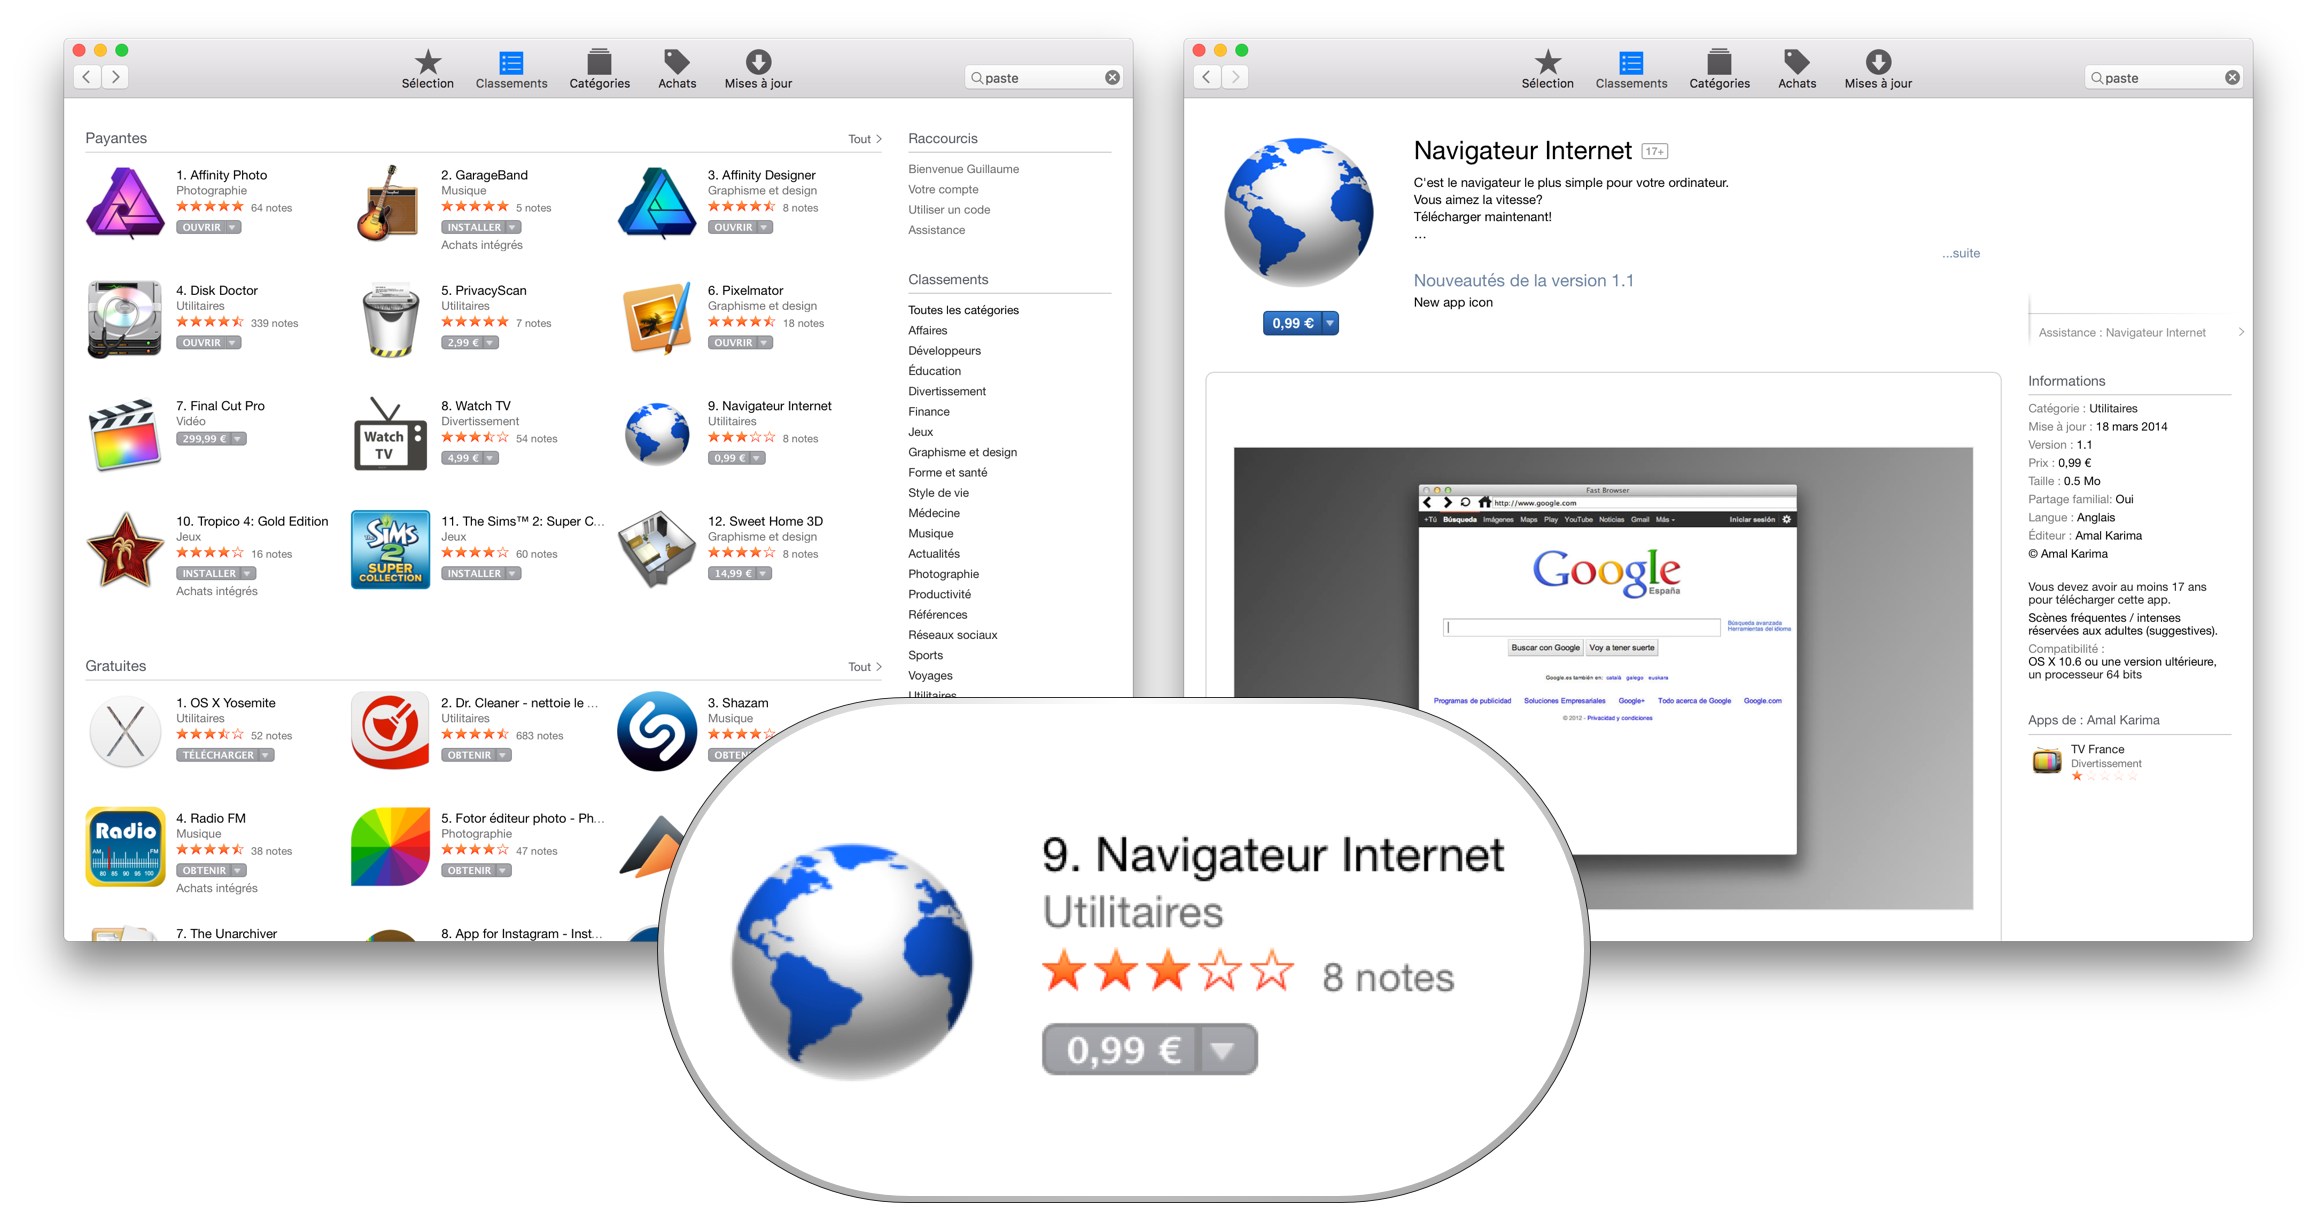 Sélection
Classements
Catégories
Achats
Mises à jour
paste
Payantes
Tout
1. Affinity Photo
Photographie
64 notes
OUVRIR
2. GarageBand
Musique
5 notes
INSTALLER
Achats intégrés
3. Affinity Designer
Graphisme et design
8 notes
OUVRIR
4. Disk Doctor
Utilitaires
339 notes
OUVRIR
5. PrivacyScan
Utilitaires
7 notes
2,99 €
6. Pixelmator
Graphisme et design
18 notes
OUVRIR
7. Final Cut Pro
Vidéo
299,99 €
Watch
TV
8. Watch TV
Divertissement
54 notes
4,99 €
9. Navigateur Internet
Utilitaires
8 notes
0,99 €
10. Tropico 4: Gold Edition
Jeux
16 notes
INSTALLER
Achats intégrés
THE SIMS
2
SUPER
COLLECTION
11. The Sims™ 2: Super C...
Jeux
60 notes
INSTALLER
12. Sweet Home 3D
Graphisme et design
8 notes
14,99 €
Gratuites
Tout
1. OS X Yosemite
Utilitaires
52 notes
TÉLÉCHARGER
2. Dr. Cleaner - nettoie le ...
Utilitaires
683 notes
OBTENIR
3. Shazam
Musique
OBTEN
Radio
AM FM
80 85 90 95 100
4. Radio FM
Musique
38 notes
OBTENIR
Achats intégrés
5. Fotor éditeur photo - Ph...
Photographie
47 notes
OBTENIR
7. The Unarchiver
8. App for Instagram - Inst...
Raccourcis
Bienvenue Guillaume
Votre compte
Utiliser un code
Assistance
Classements
Toutes les catégories
Affaires
Développeurs
Éducation
Divertissement
Finance
Jeux
Graphisme et design
Forme et santé
Style de vie
Médecine
Musique
Actualités
Photographie
Productivité
Références
Réseaux sociaux
Sports
Voyages
Utilitaires
Sélection
Classements
Catégories
Achats
Mises à jour
paste
Navigateur Internet 17+
C'est le navigateur le plus simple pour votre ordinateur.
Vous aimez la vitesse?
Télécharger maintenant!
...
...suite
Nouveautés de la version 1.1
New app icon
0,99 €
Fast Browser
http://www.google.com
+Tú Búsqueda Imágenes Maps Play YouTube Noticias Gmail Más Iniciar sesión
Google
España
Búsqueda avanzada
Herramientas del idioma
Buscar con Google Voy a tener suerte
Google.es también en: català galego euskara
Programas de publicidad Soluciones Empresariales Google+ Todo acerca de Google Google.com
© 2012 - Privacidad y condiciones
Assistance : Navigateur Internet
Informations
Catégorie : Utilitaires
Mise à jour : 18 mars 2014
Version : 1.1
Prix : 0,99 €
Taille : 0.5 Mo
Partage familial: Oui
Langue : Anglais
Éditeur : Amal Karima
© Amal Karima
Vous devez avoir au moins 17 ans
pour télécharger cette app.
Scènes fréquentes / intenses
réservées aux adultes (suggestives).
Compatibilité :
OS X 10.6 ou une version ultérieure,
un processeur 64 bits
Apps de : Amal Karima
TV France
Divertissement
9. Navigateur Internet
Utilitaires
8 notes
0,99 €